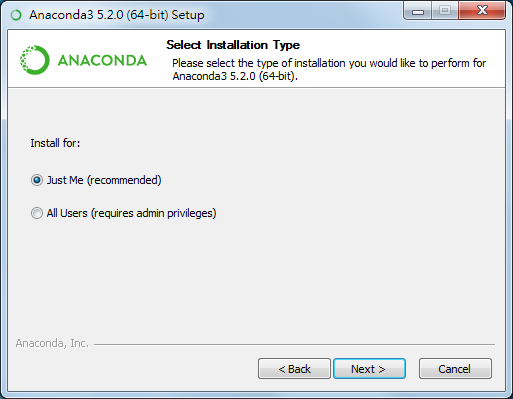 Anaconda3 5.2.0 (64-bit) Setup
ANACONDA
Select Installation Type
Please select the type of installation you would like to perform for
Anaconda3 5.2.0 (64-bit).
Install for:
Just Me (recommended)
All Users (requires admin privileges)
Anaconda, Inc.
< Back
Next >
Cancel